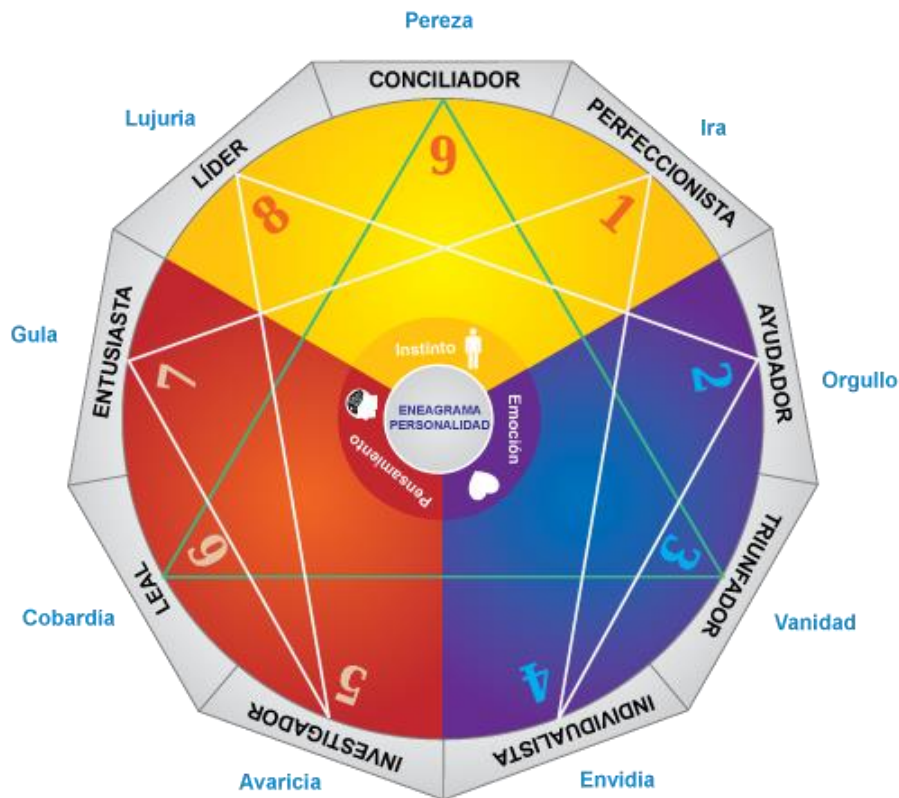 Pereza
CONCILIADOR
9
Ira
PERFECCIONISTA
1
Orgullo
AYUDADOR
2
Vanidad
TRIUNFADOR
3
Envidia
INDIVIDUALISTA
4
Avaricia
INVESTIGADOR
5
Cobardía
LEAL
6
Gula
ENTUSIASTA
7
Lujuria
LÍDER
8
Instinto
Emoción
Pensamiento
ENEAGRAMA
PERSONALIDAD